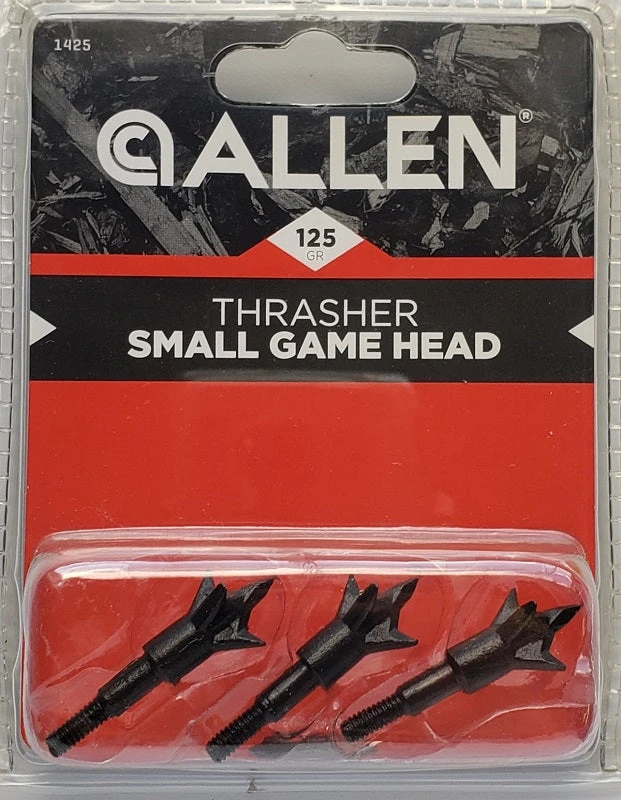 1425
ALLEN®
125
GR
THRASHER
SMALL GAME HEAD